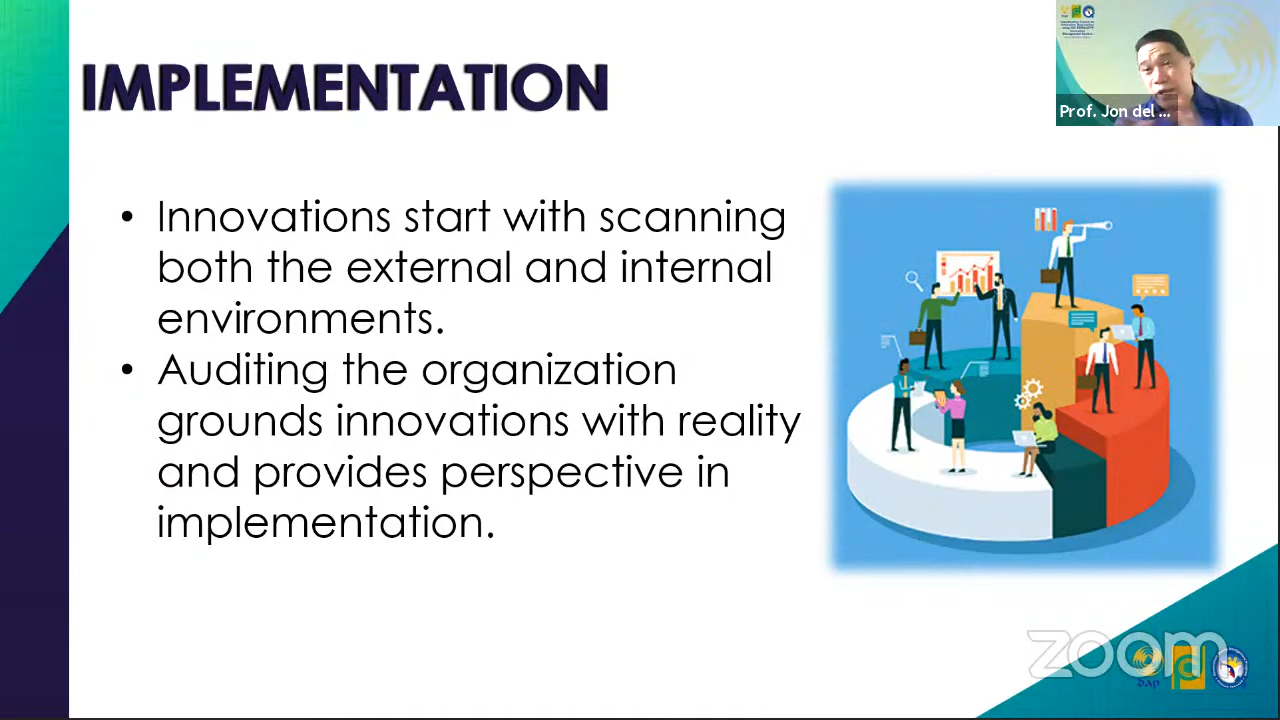 IMPLEMENTATION
Prof. Jon del ...
• Innovations start with scanning
both the external and internal
environments.
• Auditing the organization
grounds innovations with reality
and provides perspective in
implementation.
zoom
dap